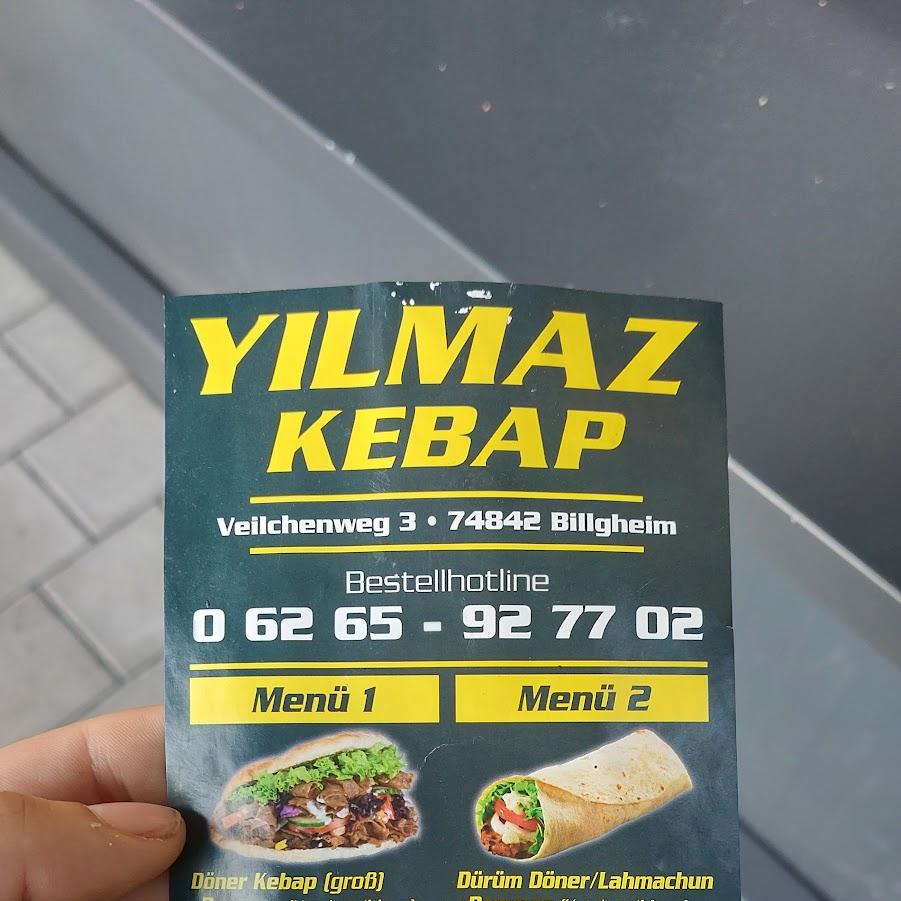 YILMAZ
KEBAP
Veilchenweg 3 • 74842 Billgheim
Bestellhotline
0 62 65 - 92 77 02
Menü 1
Menü 2
Döner Kebap (groß)
Dürüm Döner/Lahmachun